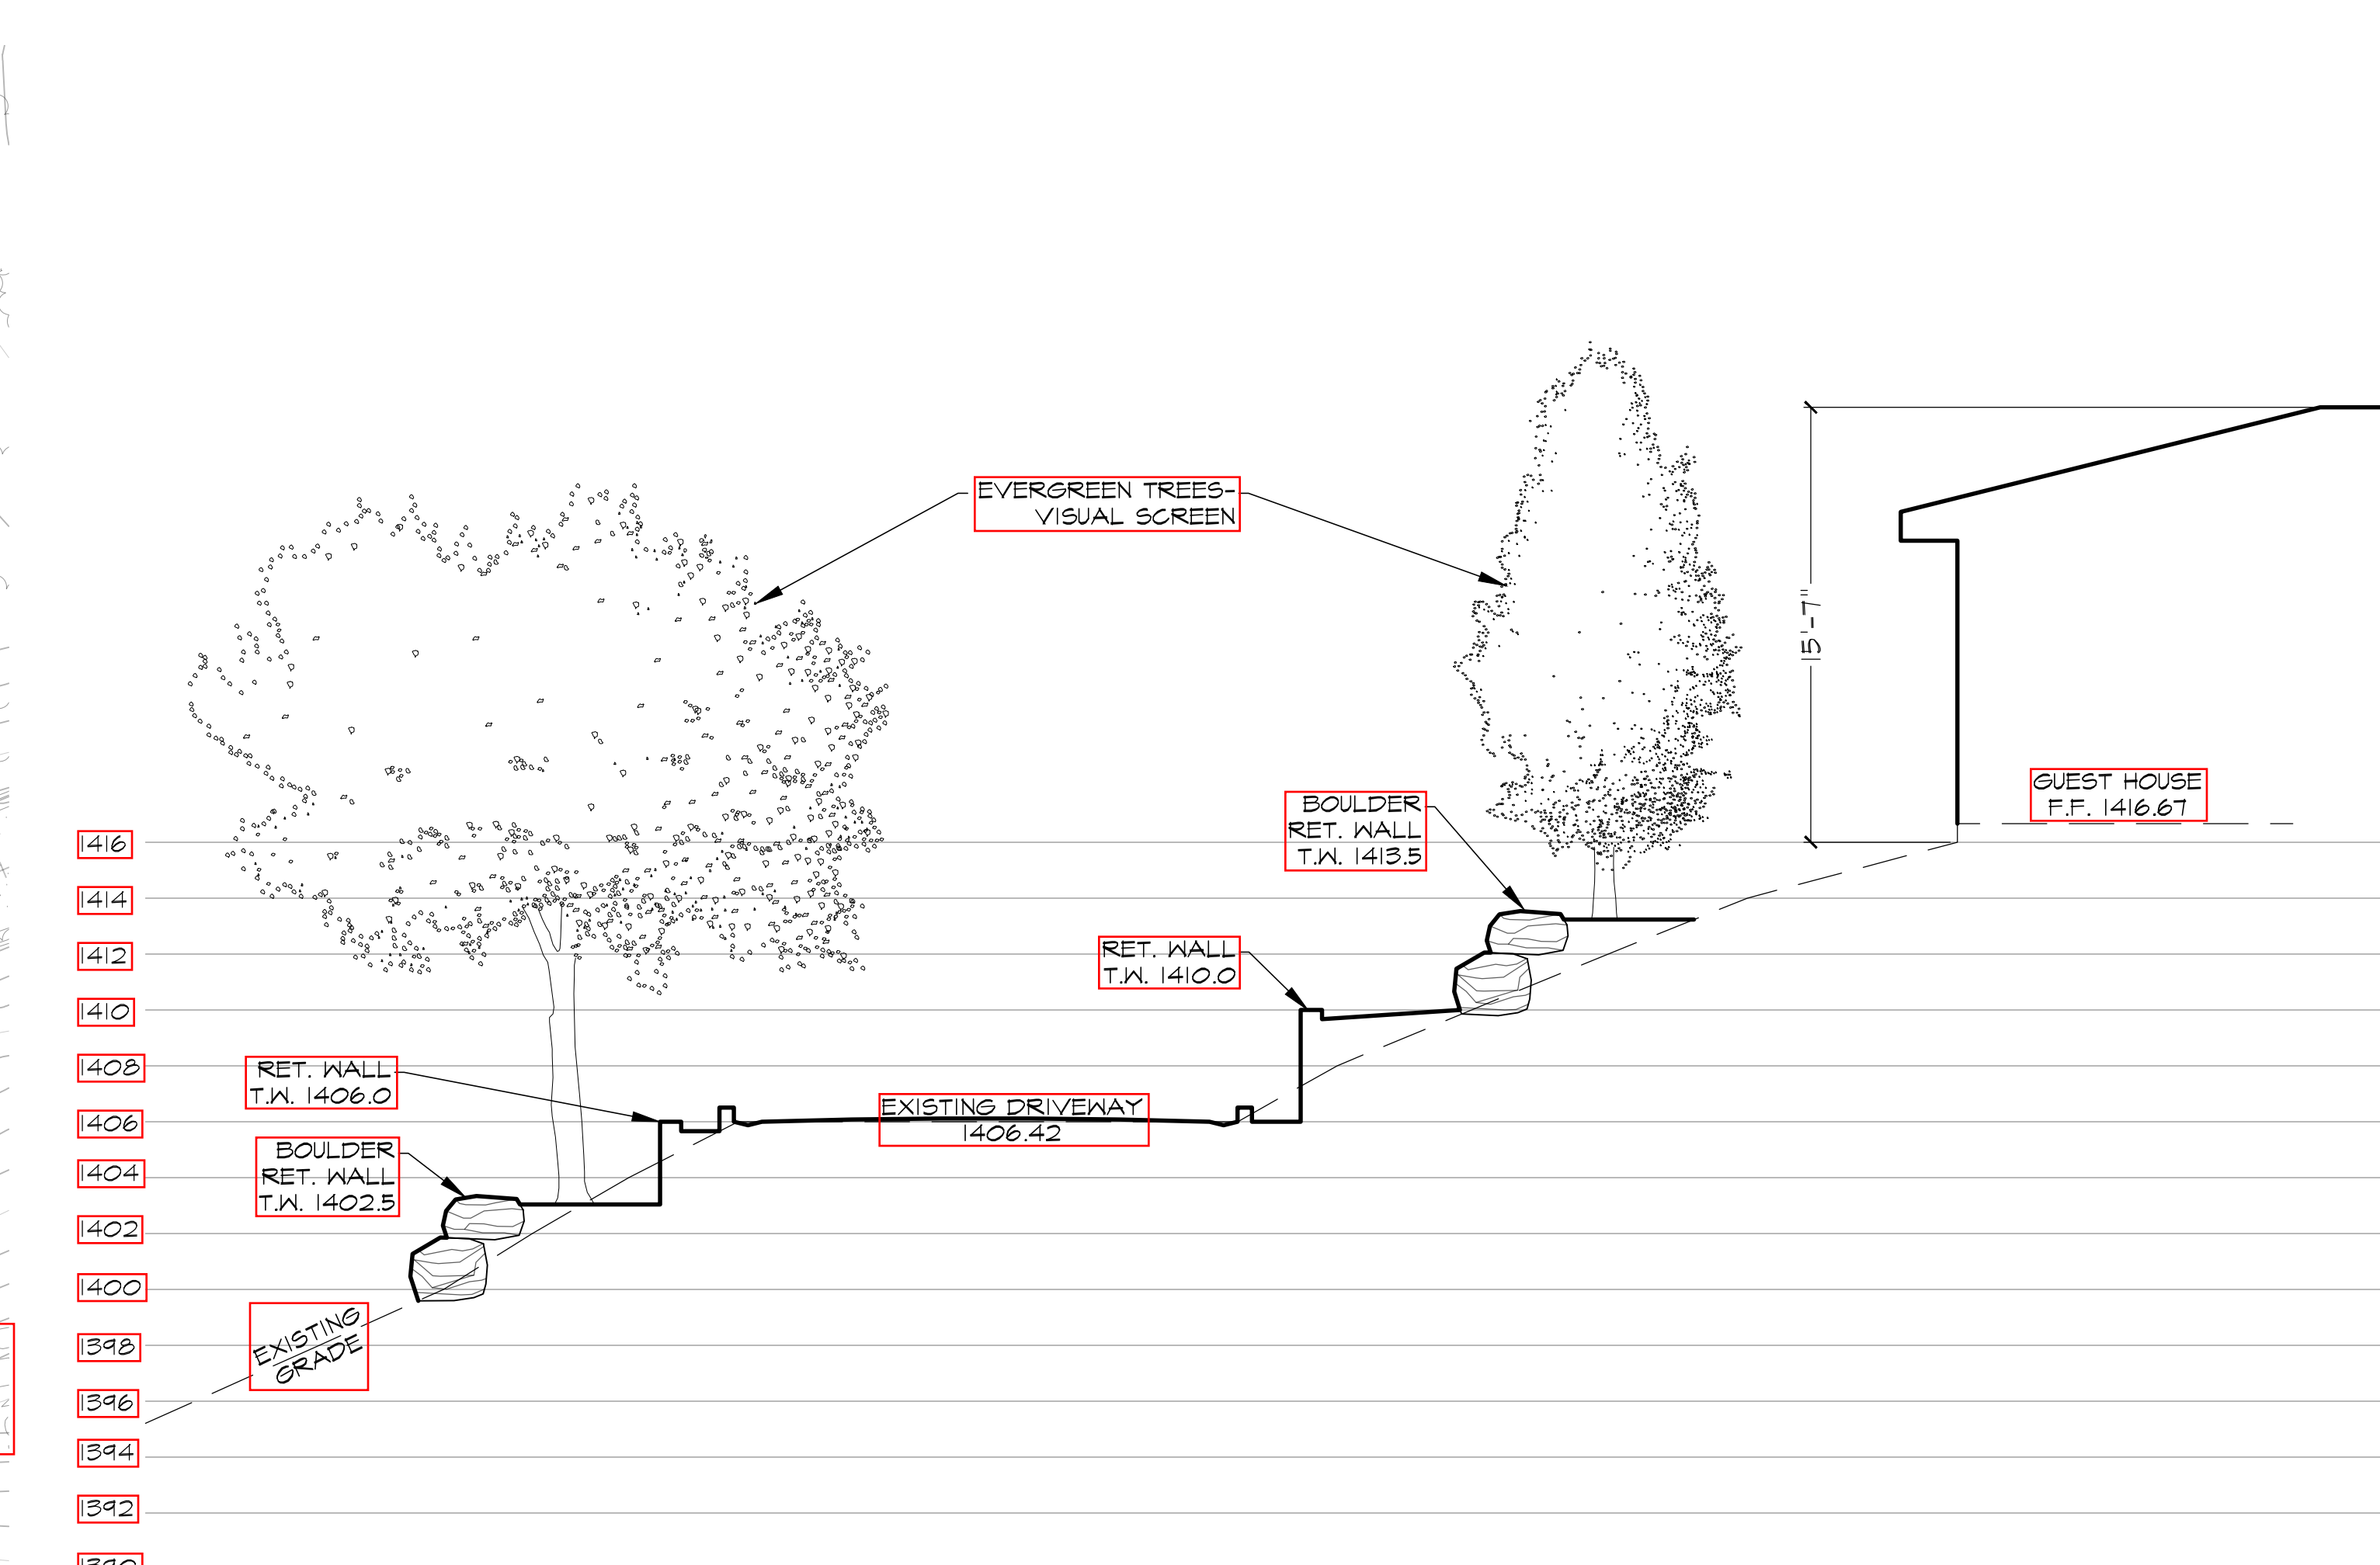 EVERGREEN TREES-
VISUAL SCREEN
15'-7"
GUEST HOUSE
F.F. 1416.67
BOULDER
RET. WALL
T.W. 1413.5
RET. WALL
T.W. 1410.0
RET. WALL
T.W. 1406.0
EXISTING DRIVEWAY
1406.42
BOULDER
RET. WALL
T.W. 1402.5
EXISTING
GRADE
1416
1414
1412
1410
1408
1406
1404
1402
1400
1398
1396
1394
1392